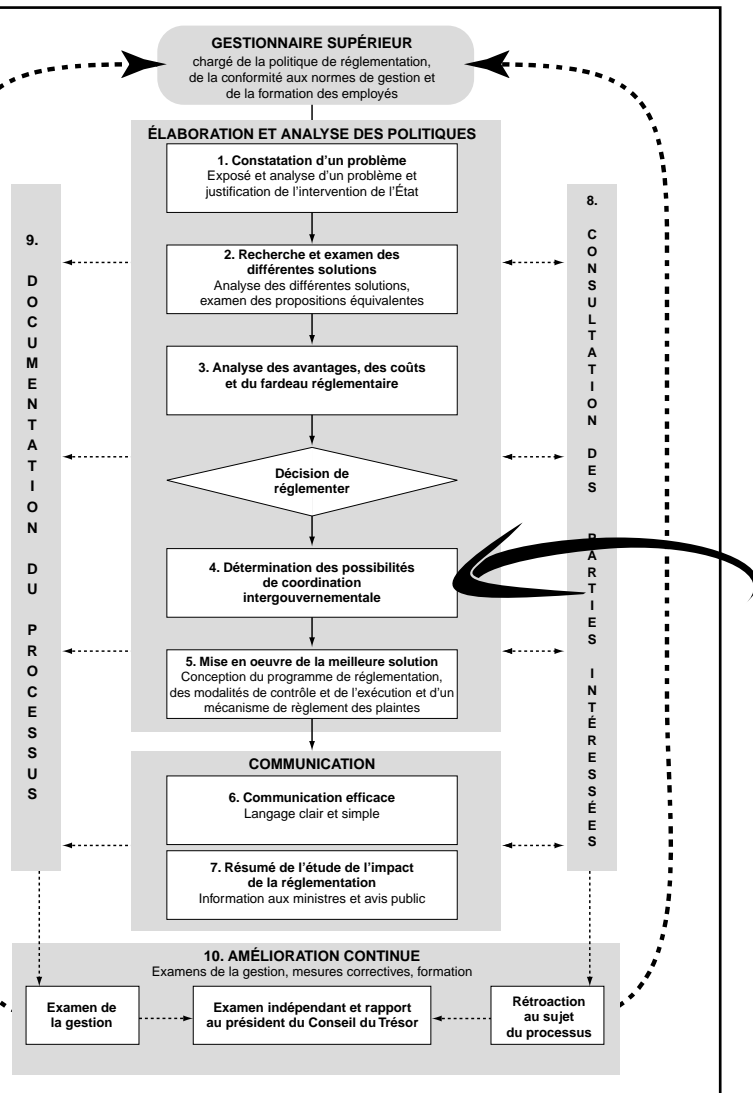 GESTIONNAIRE SUPÉRIEUR
chargé de la politique de réglementation,
de la conformité aux normes de gestion et
de la formation des employés
ÉLABORATION ET ANALYSE DES POLITIQUES
1. Constatation d'un problème
Exposé et analyse d'un problème et
justification de l'intervention de l'État
2. Recherche et examen des
différentes solutions
Analyse des différentes solutions,
examen des propositions équivalentes
3. Analyse des avantages, des coûts
et du fardeau réglementaire
Décision de
réglementer
4. Détermination des possibilités
de coordination
intergouvernementale
5. Mise en oeuvre de la meilleure solution
Conception du programme de réglementation,
des modalités de contrôle et de l'exécution et d'un
mécanisme de règlement des plaintes
COMMUNICATION
6. Communication efficace
Langage clair et simple
7. Résumé de l'étude de l'impact
de la réglementation
Information aux ministres et avis public
8. CONSULTATION DES PARTIES INTÉRESSÉES
9. DOCUMENTATION DU PROCESSUS
10. AMÉLIORATION CONTINUE
Examens de la gestion, mesures correctives, formation
Examen de
la gestion
Examen indépendant et rapport
au président du Conseil du Trésor
Rétroaction
au sujet
du processus